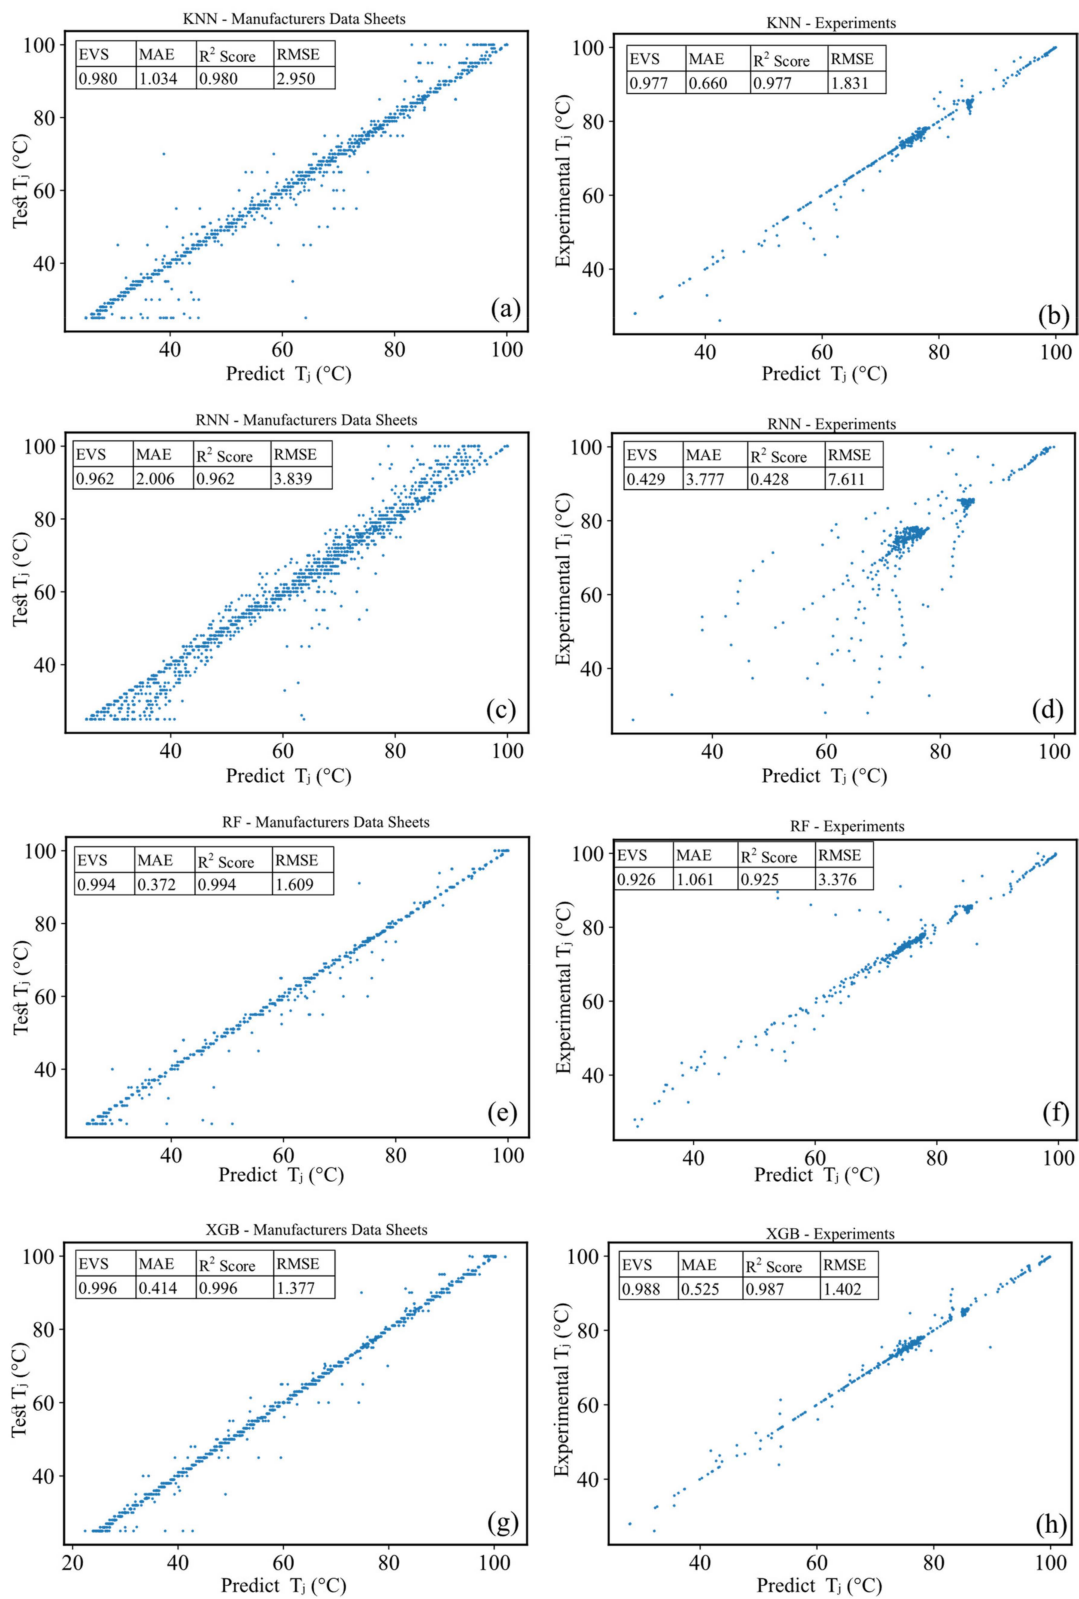 KNN - Manufacturers Data Sheets
EVS MAE R² Score RMSE
0.980 1.034 0.980 2.950
100
80
60
40
Test Tj (°C)
(a)
40 60 80 100
Predict Tj (°C)
KNN - Experiments
EVS MAE R² Score RMSE
0.977 0.660 0.977 1.831
100
80
60
40
Experimental Tj (°C)
(b)
40 60 80 100
Predict Tj (°C)
RNN - Manufacturers Data Sheets
EVS MAE R² Score RMSE
0.962 2.006 0.962 3.839
100
80
60
40
Test Tj (°C)
(c)
40 60 80 100
Predict Tj (°C)
RNN - Experiments
EVS MAE R² Score RMSE
0.429 3.777 0.428 7.611
100
80
60
40
Experimental Tj (°C)
(d)
40 60 80 100
Predict Tj (°C)
RF - Manufacturers Data Sheets
EVS MAE R² Score RMSE
0.994 0.372 0.994 1.609
100
80
60
40
Test Tj (°C)
(e)
40 60 80 100
Predict Tj (°C)
RF - Experiments
EVS MAE R² Score RMSE
0.926 1.061 0.925 3.376
100
80
60
40
Experimental Tj (°C)
(f)
40 60 80 100
Predict Tj (°C)
XGB - Manufacturers Data Sheets
EVS MAE R² Score RMSE
0.996 0.414 0.996 1.377
100
80
60
40
Test Tj (°C)
(g)
20 40 60 80 100
Predict Tj (°C)
XGB - Experiments
EVS MAE R² Score RMSE
0.988 0.525 0.987 1.402
100
80
60
40
Experimental Tj (°C)
(h)
40 60 80 100
Predict Tj (°C)